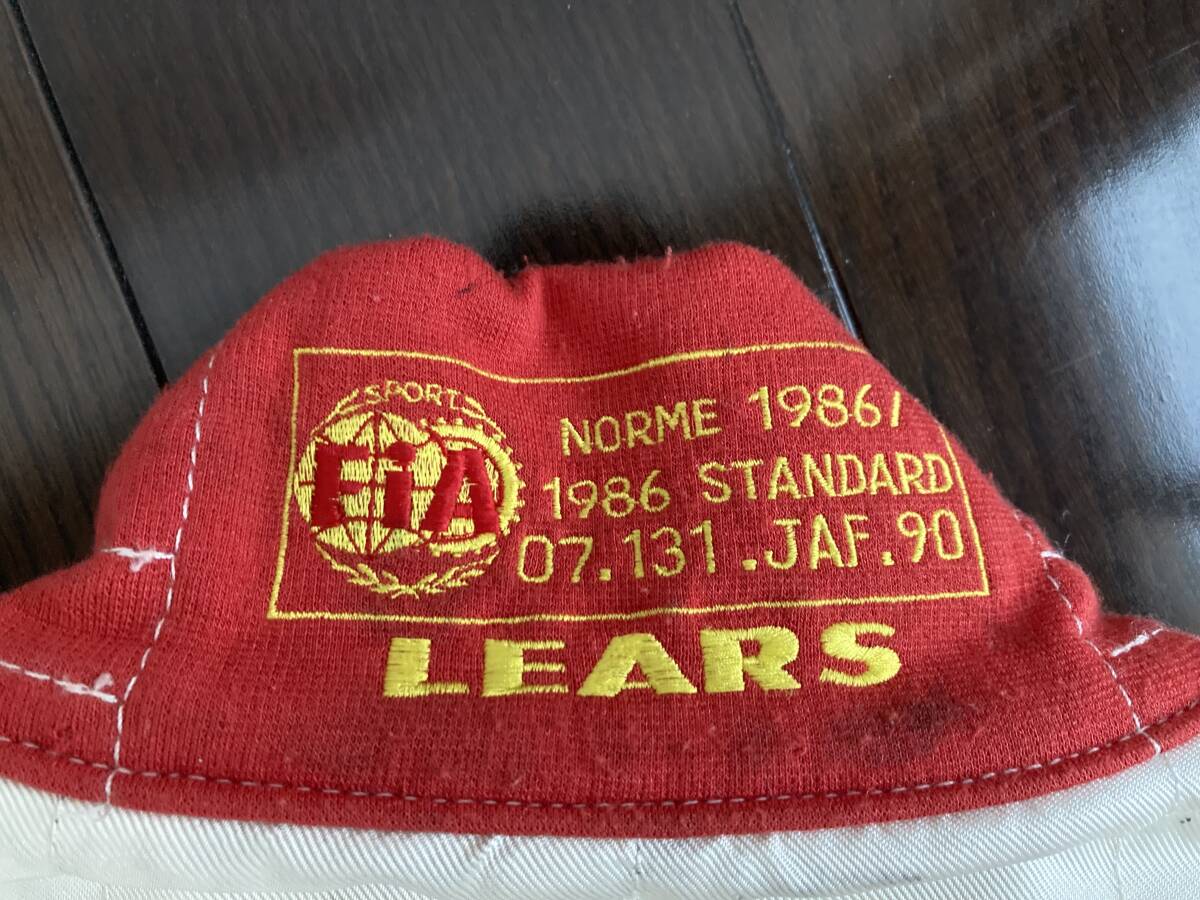 SPORT
FiA
NORME 1986/
1986 STANDARD
07.131.JAF.90
LEARS